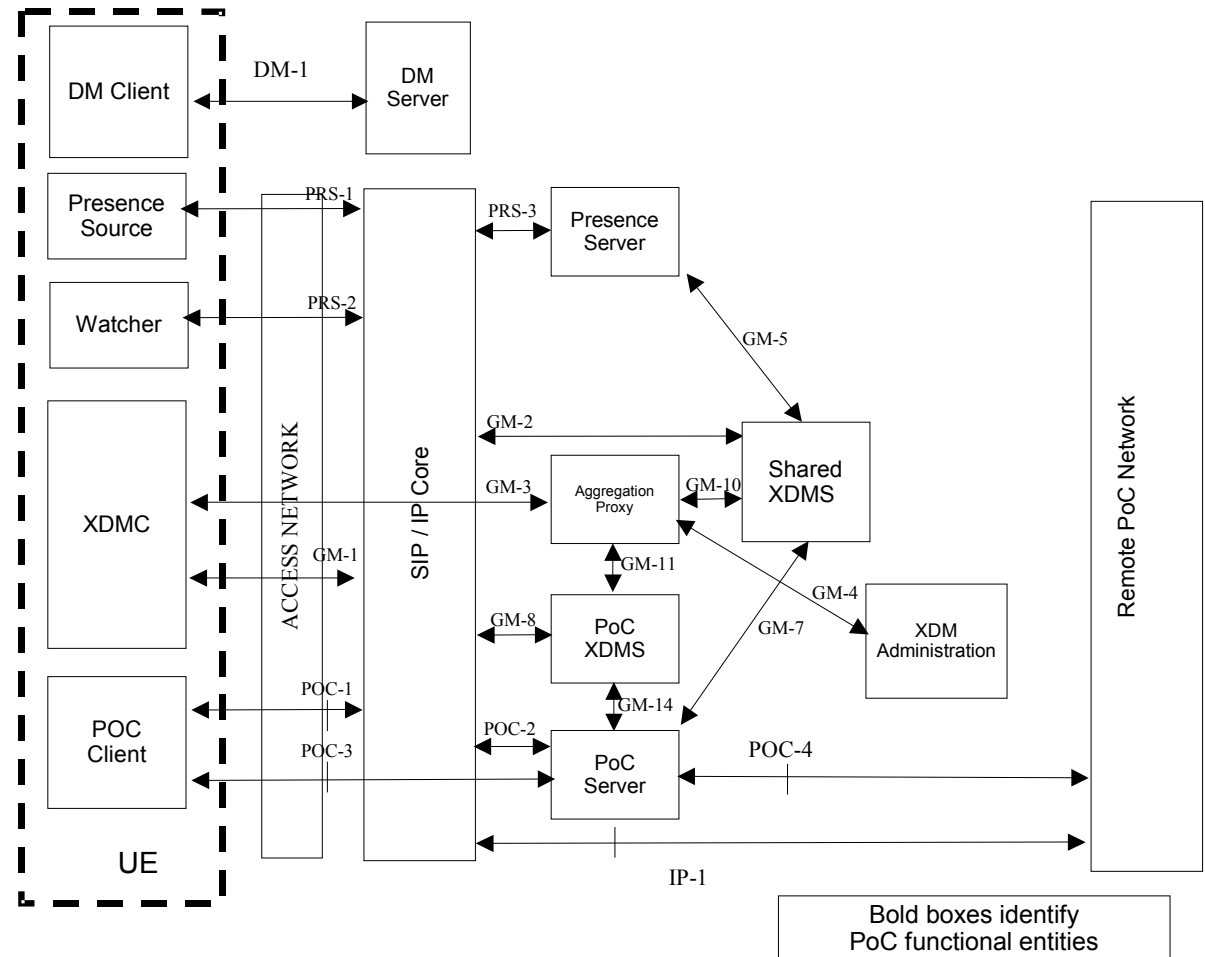 DM Client
DM-1
DM
Server
Presence
Source
PRS-1
PRS-3
Presence
Server
Watcher
PRS-2
GM-5
XDMC
ACCESS NETWORK
SIP / IP Core
GM-2
GM-3
Aggregation
Proxy
GM-10
Shared
XDMS
GM-1
GM-11
GM-4
GM-8
PoC
XDMS
GM-7
XDM
Administration
Remote PoC Network
POC
Client
POC-1
POC-3
GM-14
POC-2
PoC
Server
POC-4
UE
IP-1
Bold boxes identify
PoC functional entities